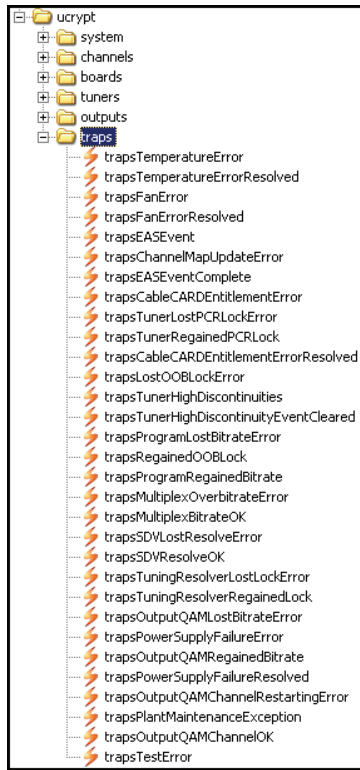 ucrypt
system
channels
boards
tuners
outputs
traps
trapsTemperatureError
trapsTemperatureErrorResolved
trapsFanError
trapsFanErrorResolved
trapsEASEvent
trapsChannelMapUpdateError
trapsEASEventComplete
trapsCableCARDEntitlementError
trapsTunerLostPCRLockError
trapsTunerRegainedPCRLock
trapsCableCARDEntitlementErrorResolved
trapsLostOOBLockError
trapsTunerHighDiscontinuities
trapsTunerHighDiscontinuityEventCleared
trapsProgramLostBitrateError
trapsRegainedOOBLock
trapsProgramRegainedBitrate
trapsMultiplexOverbitrateError
trapsMultiplexBitrateOK
trapsSDVLostResolveError
trapsSDVResolveOK
trapsTuningResolverLostLockError
trapsTuningResolverRegainedLock
trapsOutputQAMLostBitrateError
trapsPowerSupplyFailureError
trapsOutputQAMRegainedBitrate
trapsPowerSupplyFailureResolved
trapsOutputQAMChannelRestartingError
trapsPlantMaintenanceException
trapsOutputQAMChannelOK
trapsTestError